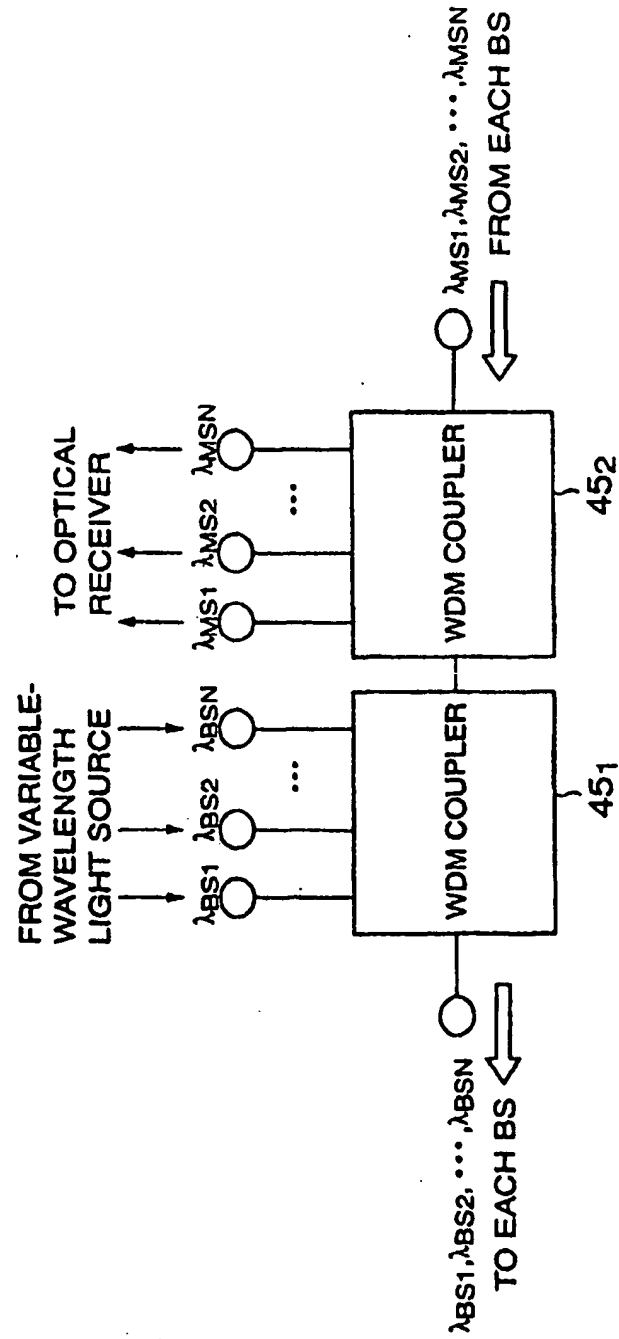 FROM VARIABLE-
WAVELENGTH
LIGHT SOURCE
TO OPTICAL
RECEIVER
λBS1 λBS2 ... λBSN
λMS1 λMS2 ... λMSN
WDM COUPLER
WDM COUPLER
45₁
45₂
λBS1,λBS2, ••• ,λBSN
TO EACH BS
λMS1,λMS2, ••• ,λMSN
FROM EACH BS